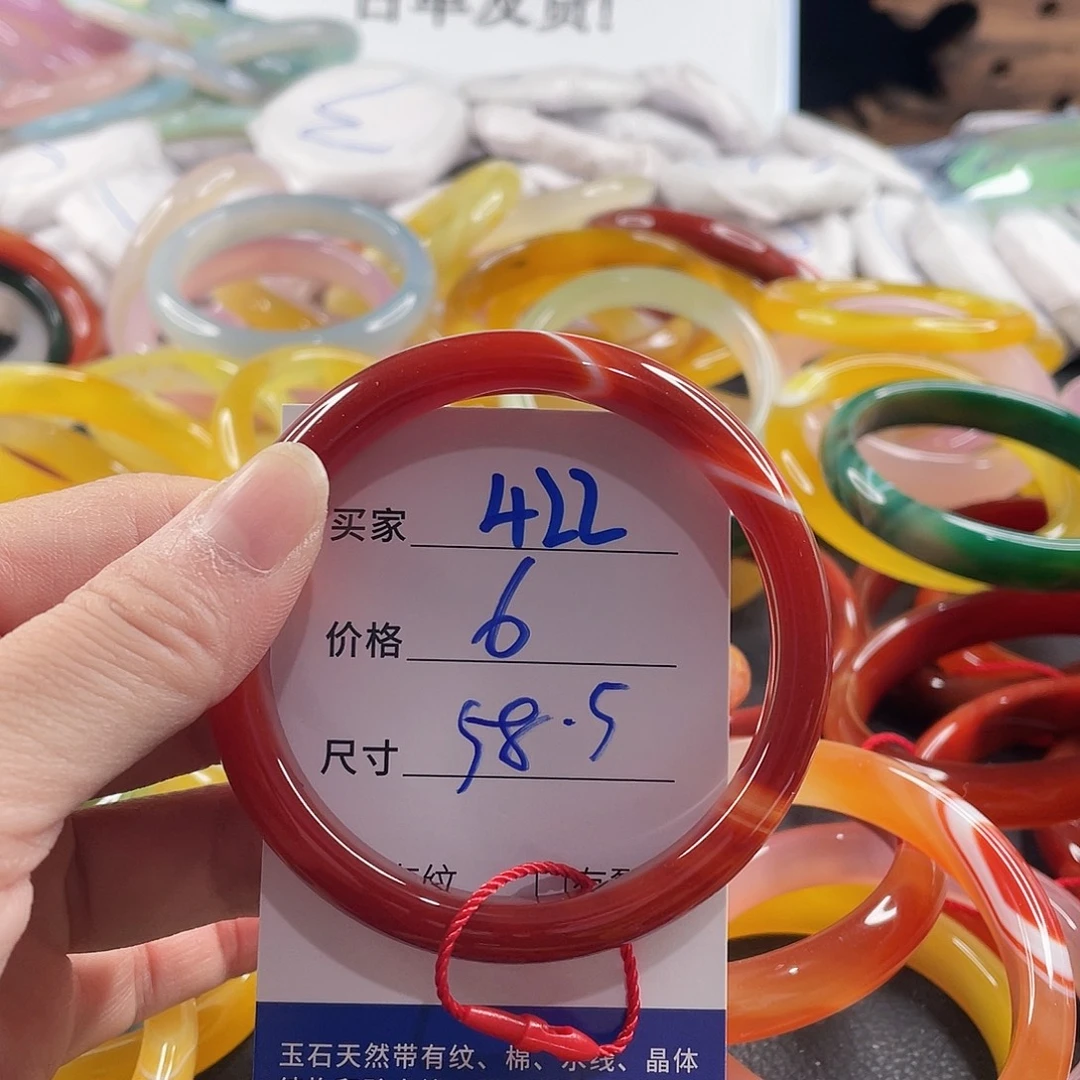 买家 422
价格 6
尺寸 58.5
纹
玉石天然带有纹、棉、水线、晶体